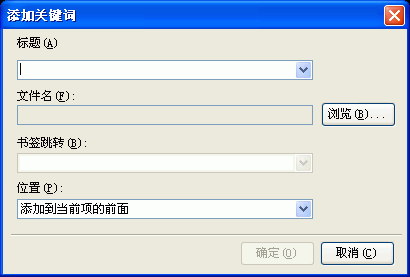 添加关键词
标题(A)
文件名(F):
浏览(B)...
书签跳转(B):
位置(P):
添加到当前项的前面
确定(O)
取消(C)